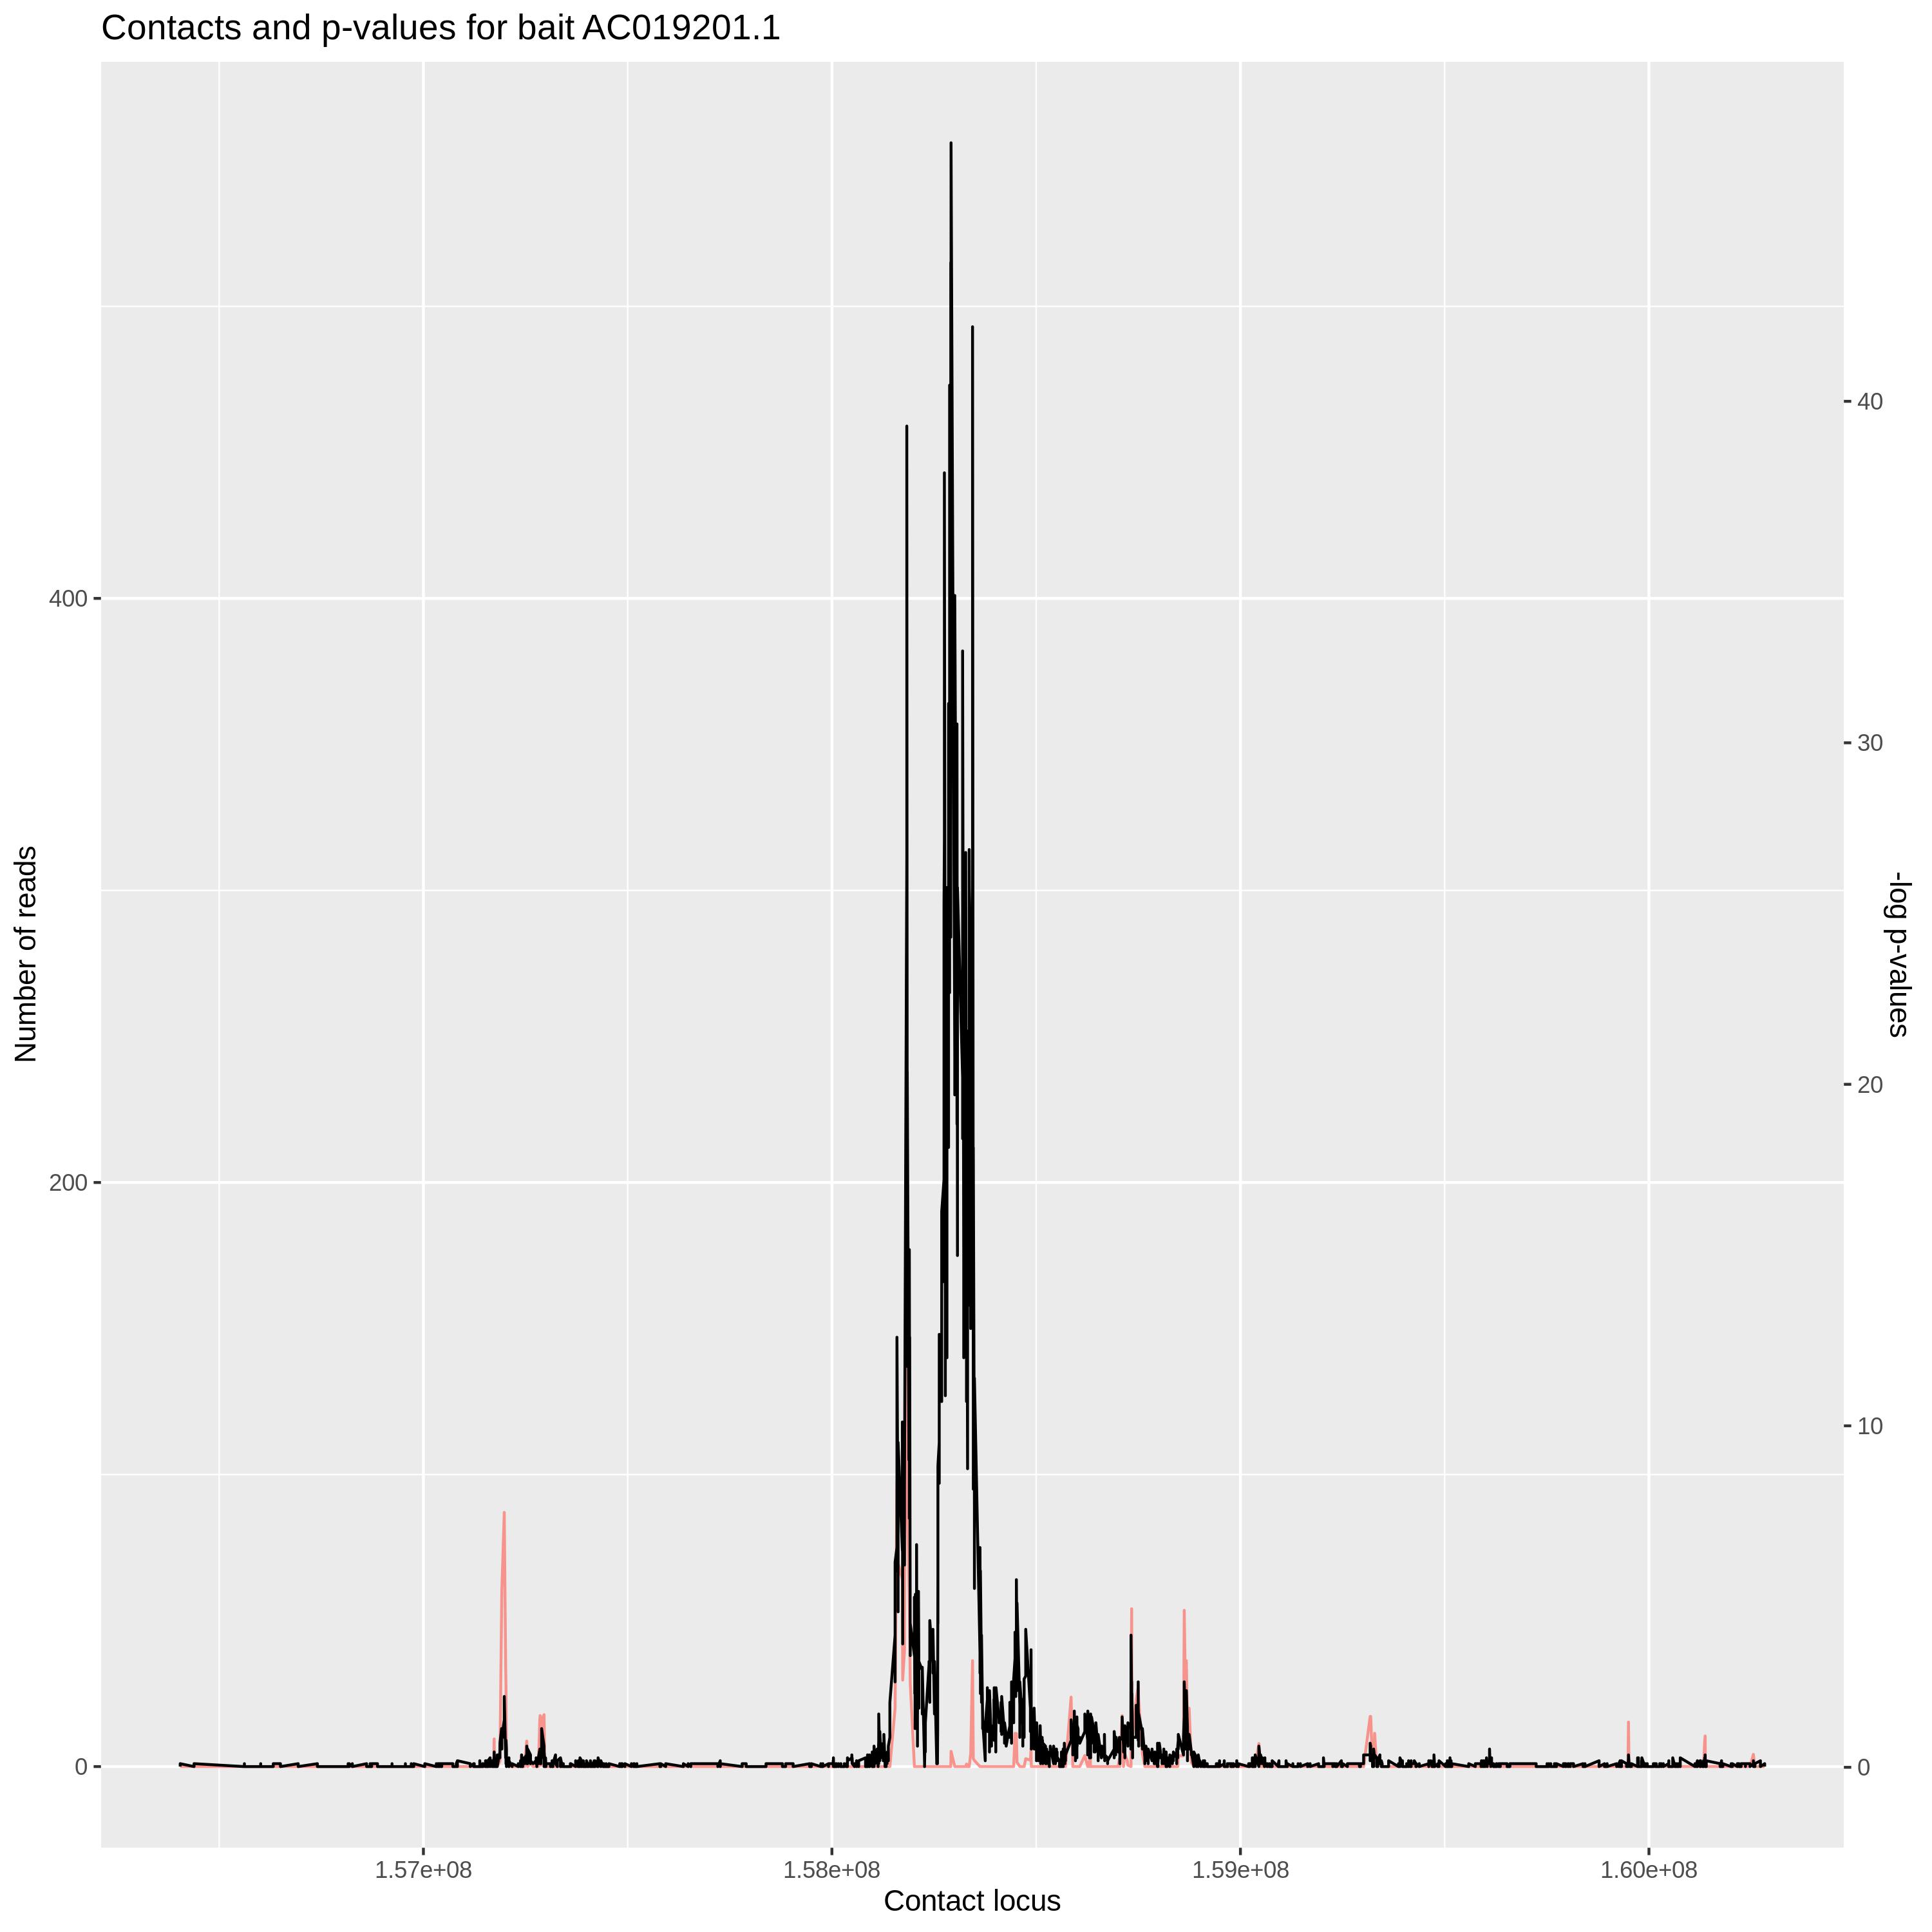 Contacts and p-values for bait AC019201.1
Number of reads
400
200
0
40
30
20
10
0
-log p-values
1.57e+08
1.58e+08
1.59e+08
1.60e+08
Contact locus